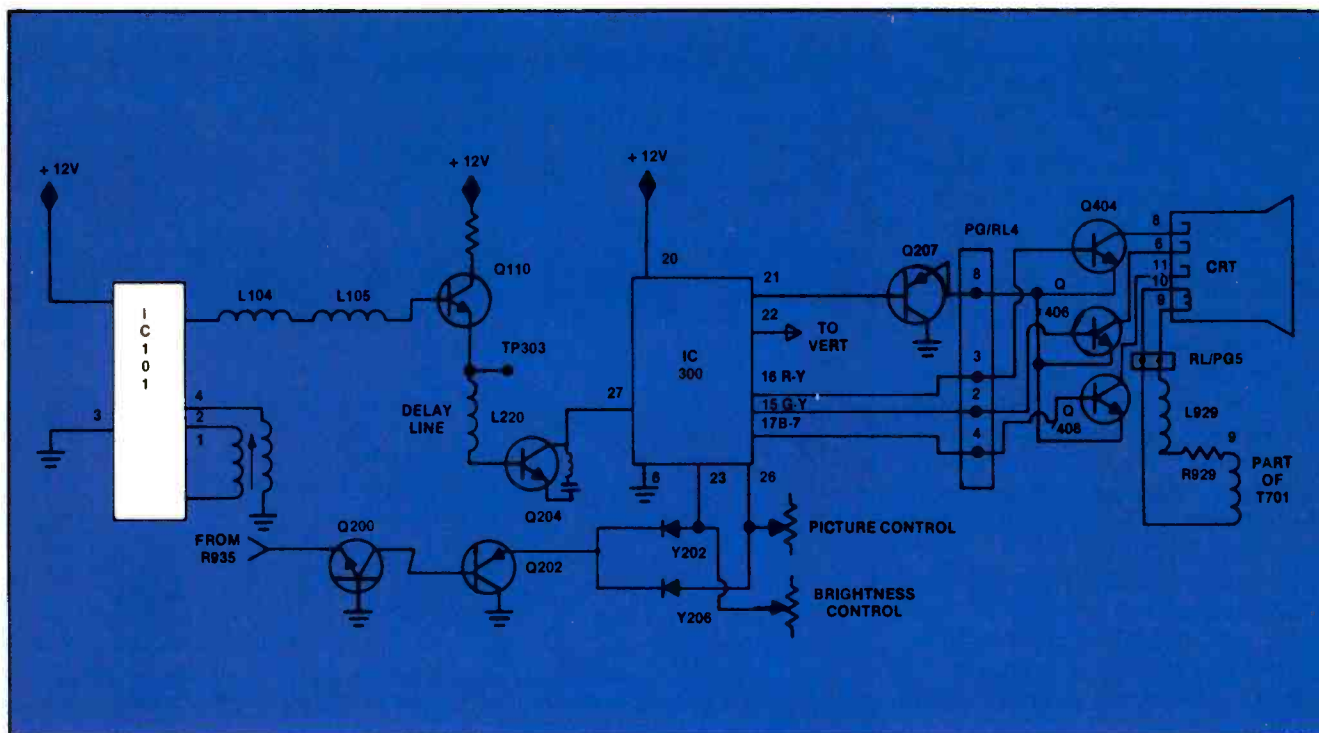 + 12V
I
C
1
0
1
3
4
2
1
L104
L105
+ 12V
Q110
TP303
DELAY
LINE
L220
Q204
FROM
R935
Q200
Q202
Y202
Y206
+ 12V
20
IC
300
27
6
23
26
21
22
TO
VERT
16 R-Y
15 G-Y
17B-7
PICTURE CONTROL
BRIGHTNESS
CONTROL
Q207
PG/RL4
8
3
2
4
Q404
Q
406
Q
408
8
6
11
10
9
CRT
RL/PG5
L929
R929
9
PART
OF
T701